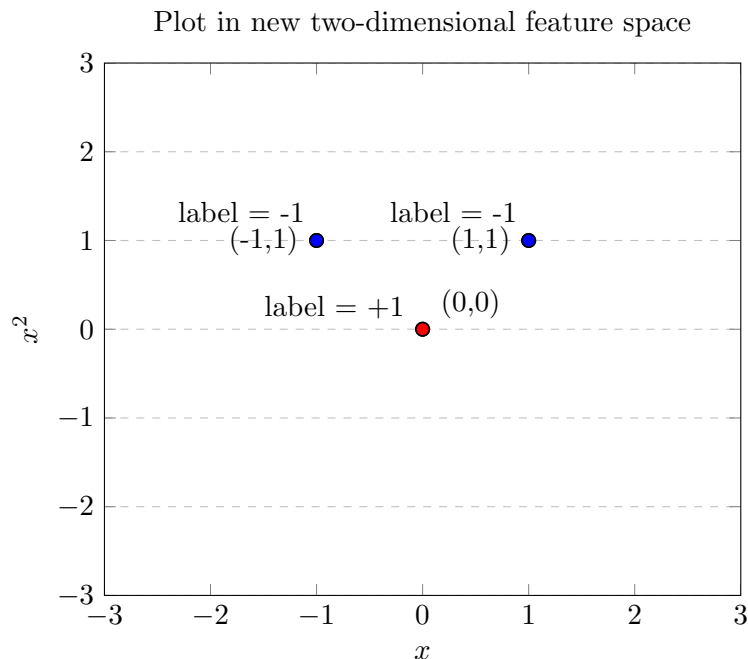 Plot in new two-dimensional feature space
3
2
label = -1
label = -1
1
(-1,1)
(1,1)
label = +1
(0,0)
0
x²
−1
−2
−3
−3
−2
−1
0
1
2
3
x